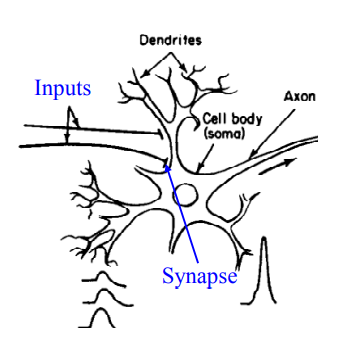 Dendrites
Inputs
Axon
Cell body
(soma)
Synapse